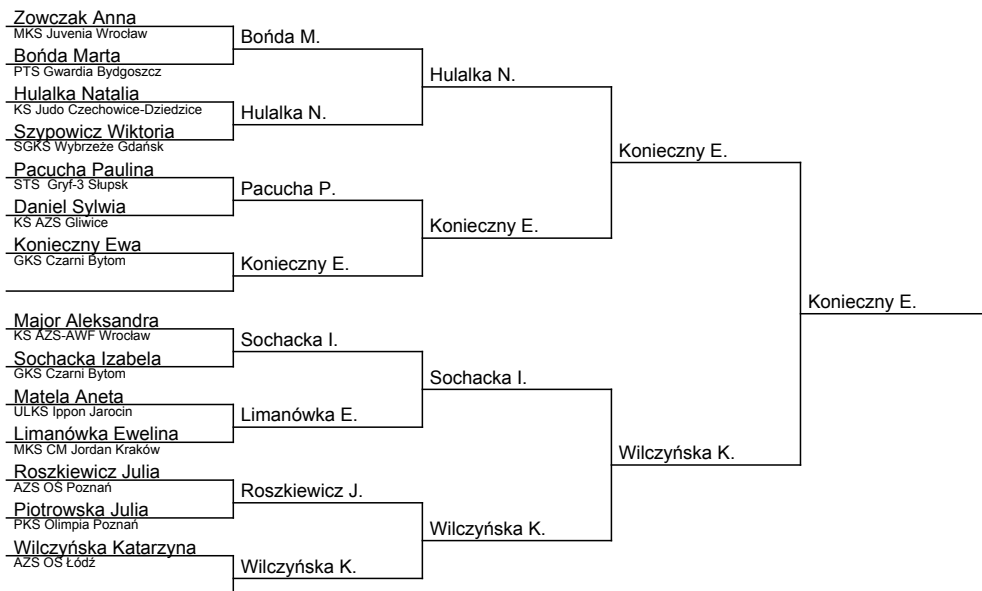 Zowczak Anna
MKS Juvenia Wrocław
Bońda Marta
PTS Gwardia Bydgoszcz
Hulalka Natalia
KS Judo Czechowice-Dziedzice
Szypowicz Wiktoria
SGKS Wybrzeże Gdańsk
Pacucha Paulina
STS Gryf-3 Słupsk
Daniel Sylwia
KS AZS Gliwice
Konieczny Ewa
GKS Czarni Bytom
Major Aleksandra
KS AZS-AWF Wrocław
Sochacka Izabela
GKS Czarni Bytom
Matela Aneta
ULKS Ippon Jarocin
Limanówka Ewelina
MKS CM Jordan Kraków
Roszkiewicz Julia
AZS OŚ Poznań
Piotrowska Julia
PKS Olimpia Poznań
Wilczyńska Katarzyna
AZS OS Łódź
Bońda M.
Hulalka N.
Pacucha P.
Konieczny E.
Sochacka I.
Limanówka E.
Roszkiewicz J.
Wilczyńska K.
Hulalka N.
Konieczny E.
Sochacka I.
Wilczyńska K.
Konieczny E.
Wilczyńska K.
Konieczny E.